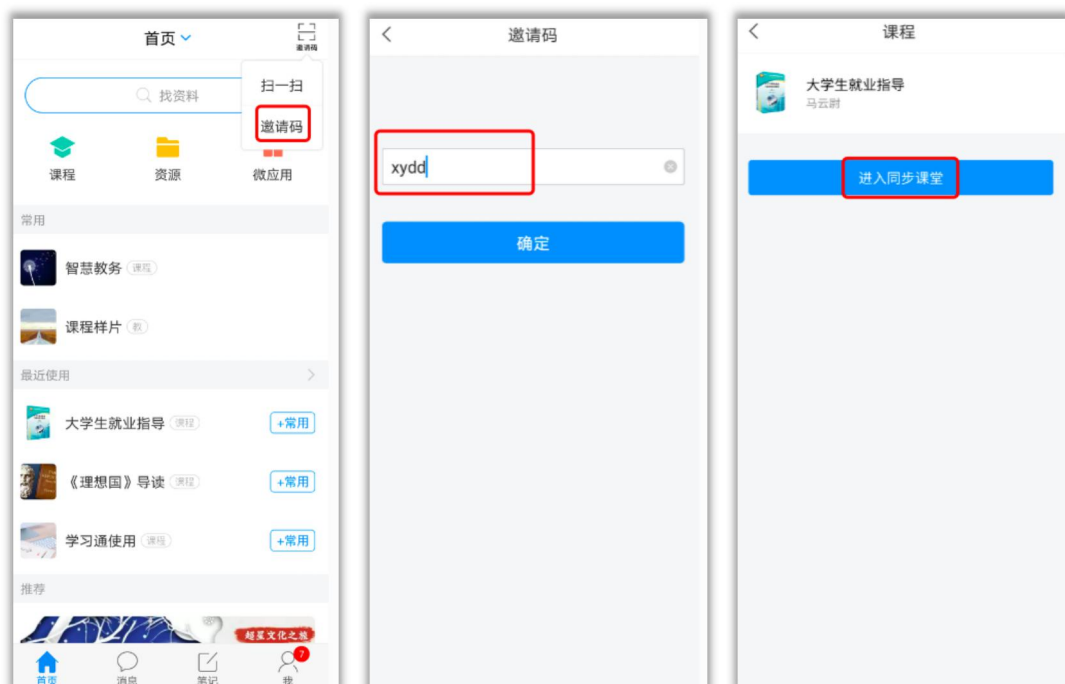 首页
邀请码
找资料
扫一扫
邀请码
课程
资源
微应用
常用
智慧教务 课程
课程样片 教
最近使用
大学生就业指导 课程
+常用
《理想国》导读 课程
+常用
学习通使用 课程
+常用
推荐
超星文化之旅
7
首页
消息
笔记
我
邀请码
xydd
确定
课程
大学生就业指导
马云尉
进入同步课堂